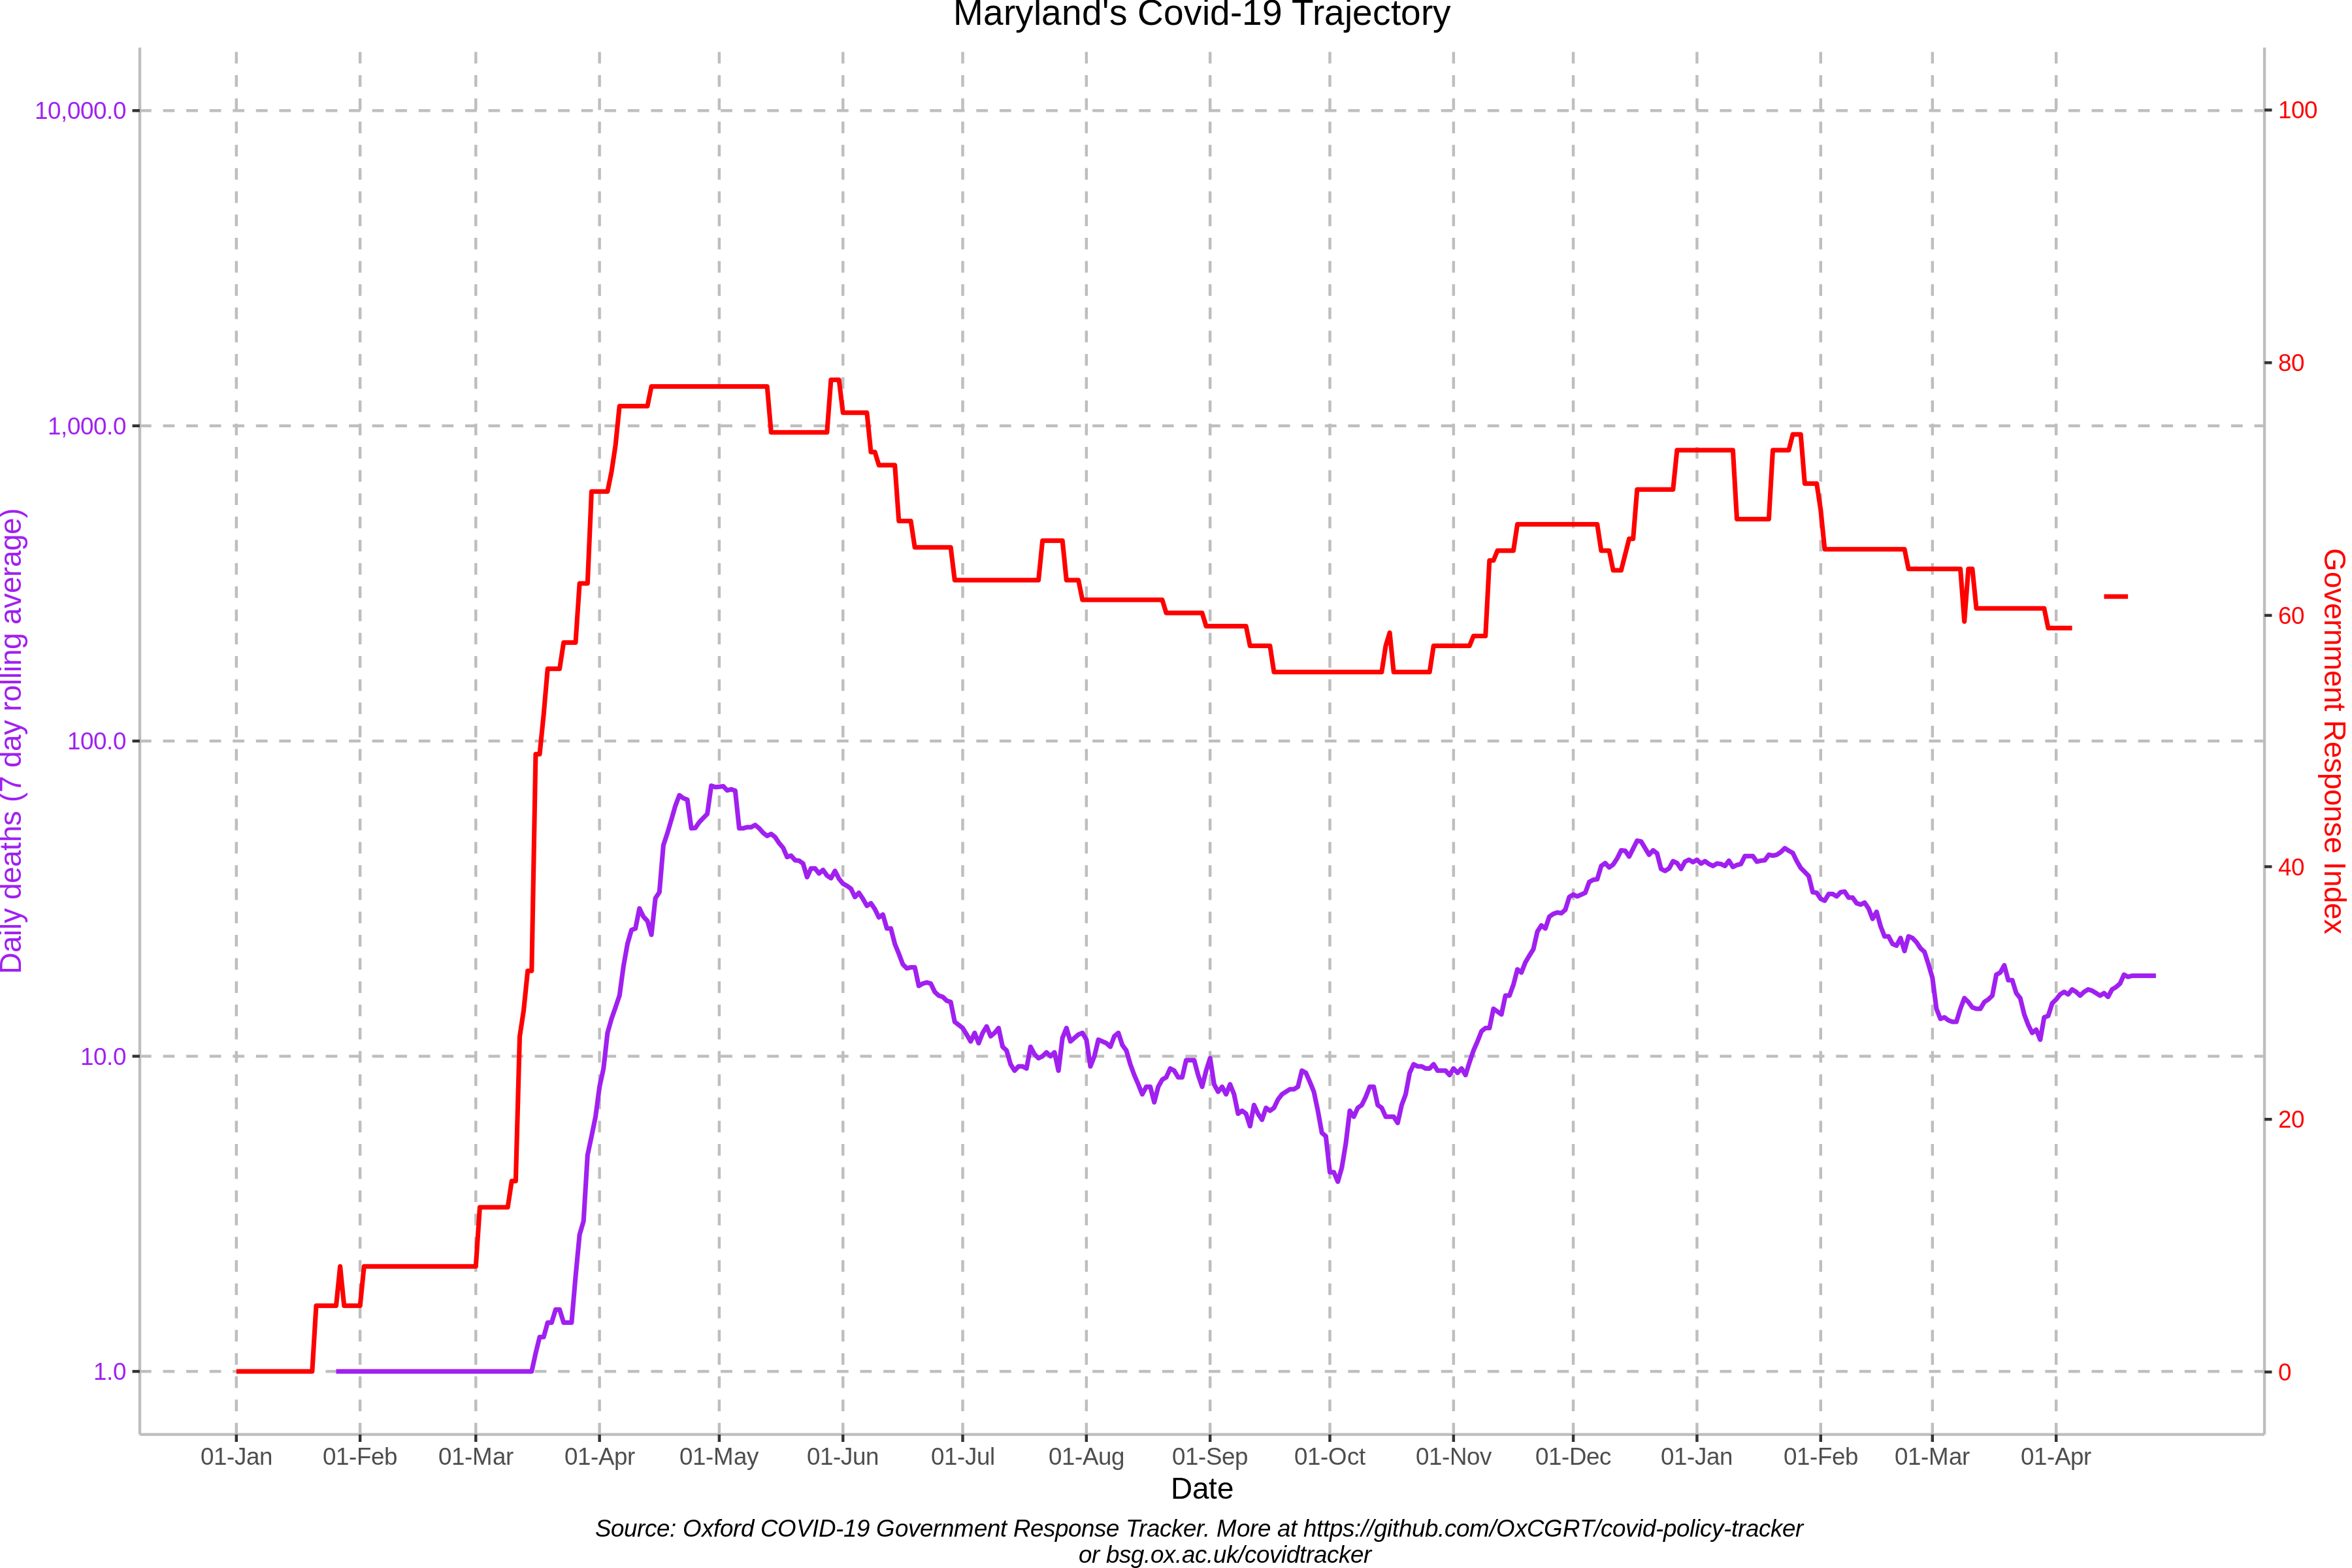 Maryland's Covid-19 Trajectory
10,000.0
1,000.0
100.0
10.0
1.0
Daily deaths (7 day rolling average)
100
80
60
40
20
0
Government Response Index
01-Jan 01-Feb 01-Mar 01-Apr 01-May 01-Jun 01-Jul 01-Aug 01-Sep 01-Oct 01-Nov 01-Dec 01-Jan 01-Feb 01-Mar 01-Apr
Date
Source: Oxford COVID-19 Government Response Tracker. More at https://github.com/OxCGRT/covid-policy-tracker
or bsg.ox.ac.uk/covidtracker